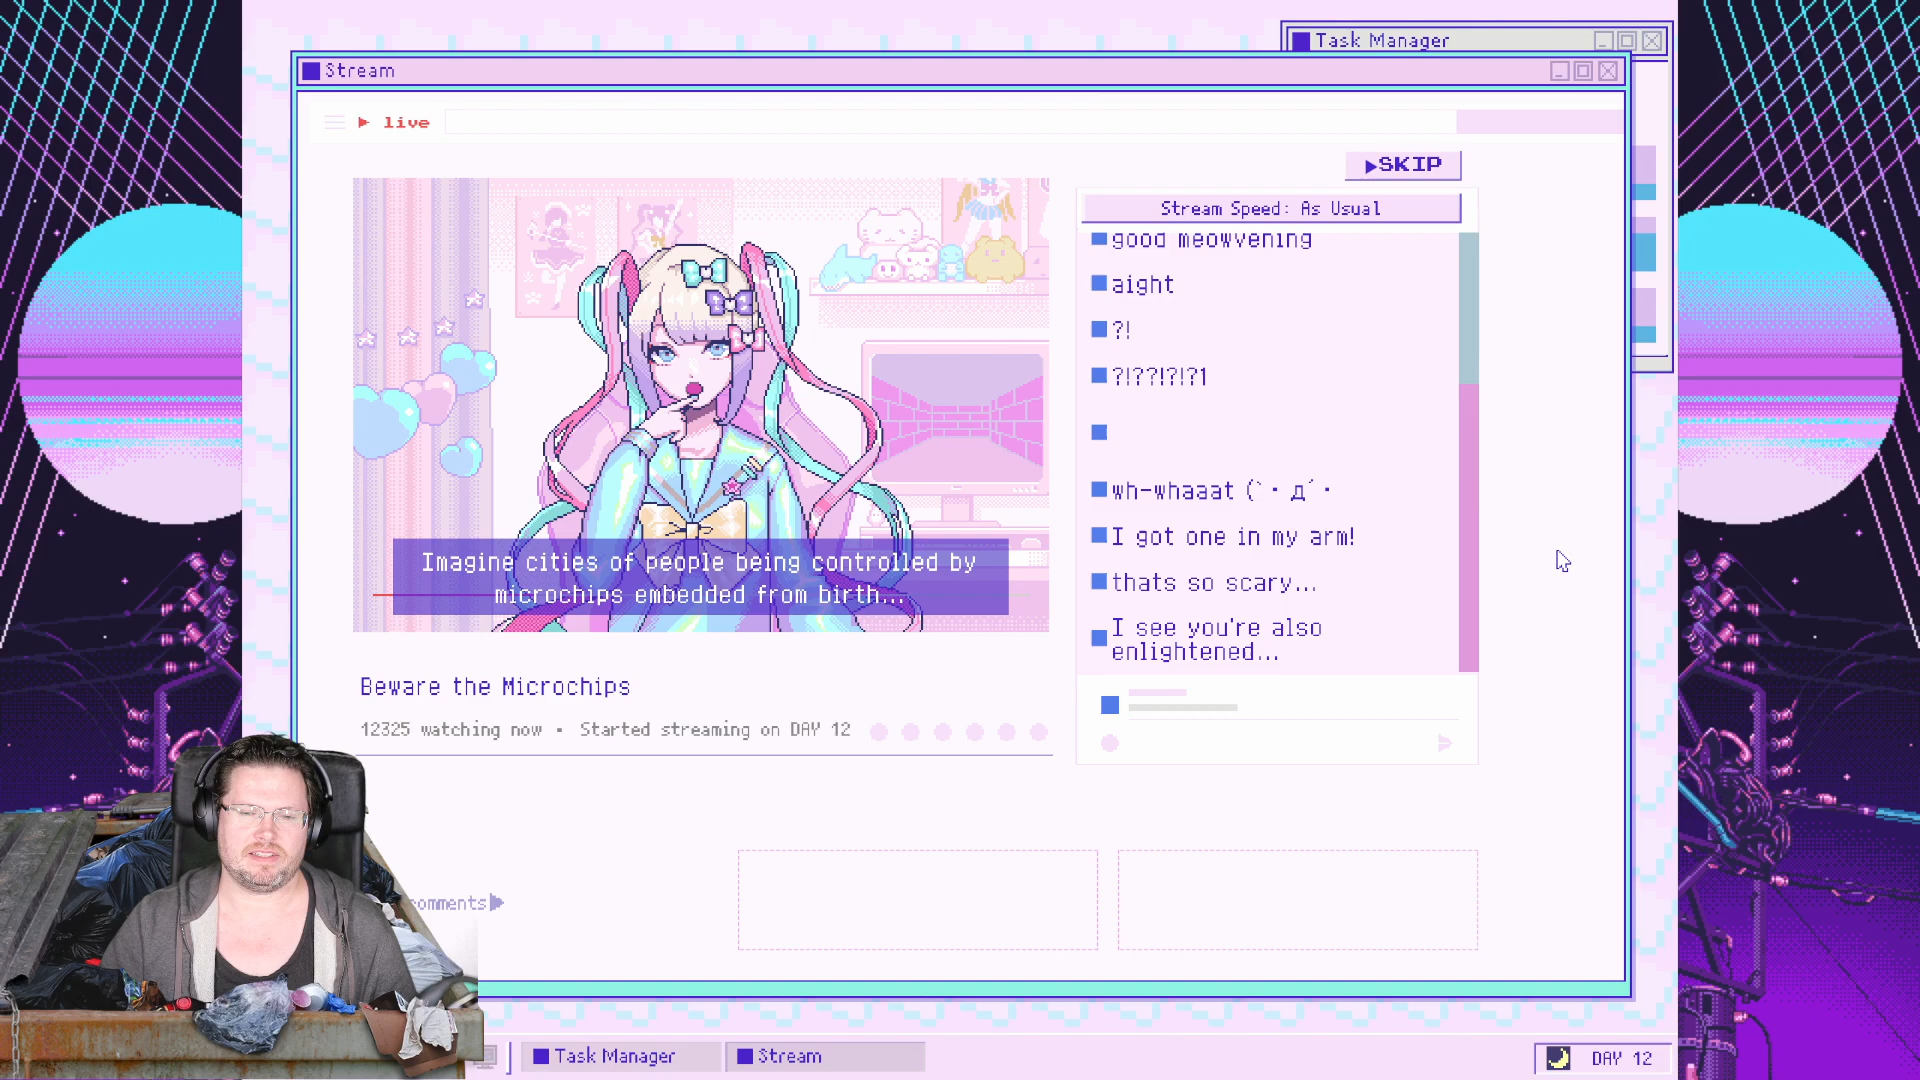 Task Manager
Stream
live
▶SKIP
Stream Speed: As Usual
good meowvening
aight
?!
?!??!?!?1
wh-whaaat (`・д´・
I got one in my arm!
thats so scary...
I see you're also
enlightened...
Imagine cities of people being controlled by
microchips embedded from birth...
Beware the Microchips
12325 watching now • Started streaming on DAY 12
comments▶
Task Manager
Stream
DAY 12